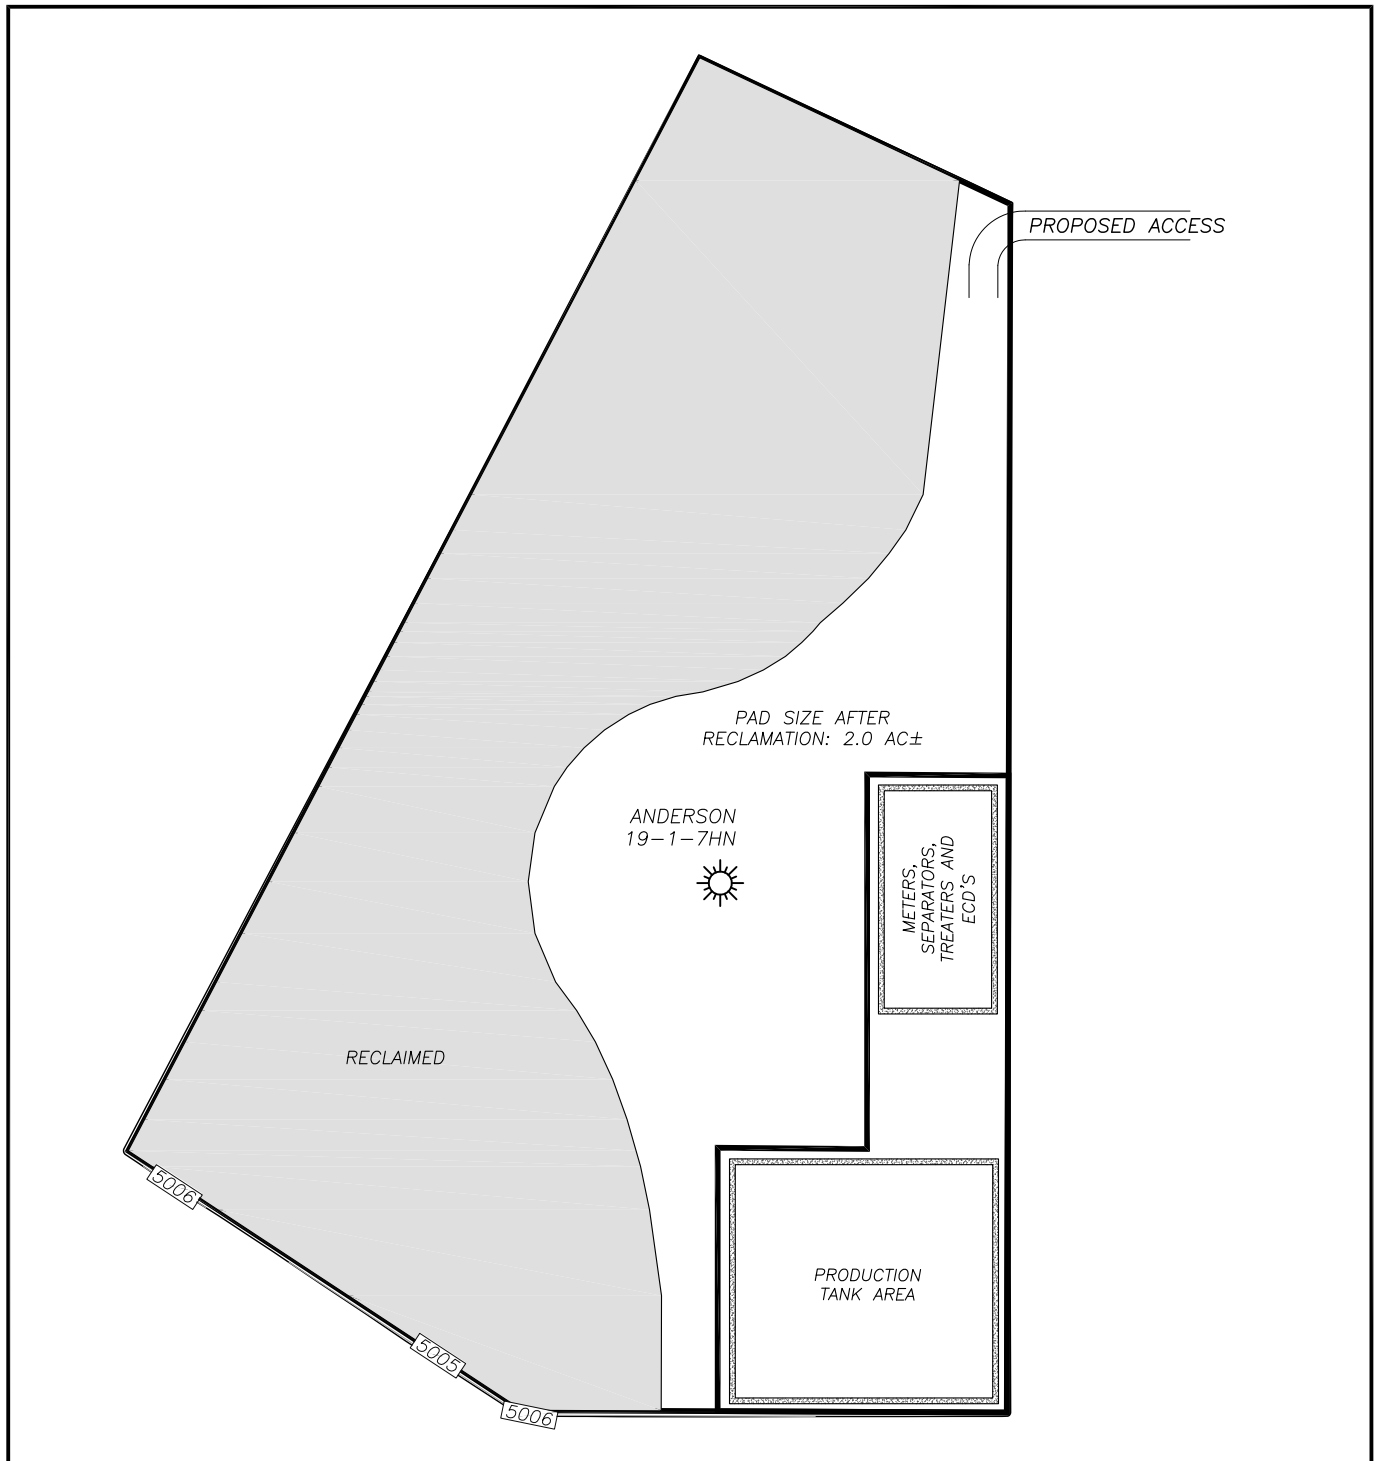 PROPOSED ACCESS
PAD SIZE AFTER
RECLAMATION: 2.0 AC±
ANDERSON
19-1-7HN
METERS,
SEPARATORS,
TREATERS AND
ECD'S
RECLAIMED
5006
PRODUCTION
TANK AREA
5005
5006